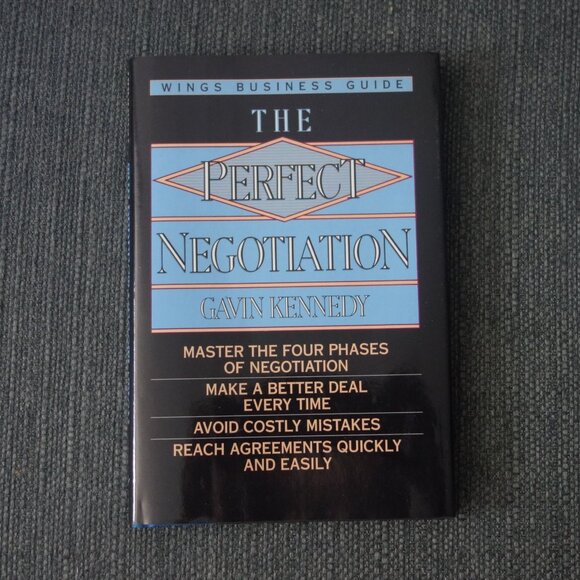 WINGS BUSINESS GUIDE
THE
PERFECT
NEGOTIATION
GAVIN KENNEDY
MASTER THE FOUR PHASES
OF NEGOTIATION
MAKE A BETTER DEAL
EVERY TIME
AVOID COSTLY MISTAKES
REACH AGREEMENTS QUICKLY
AND EASILY